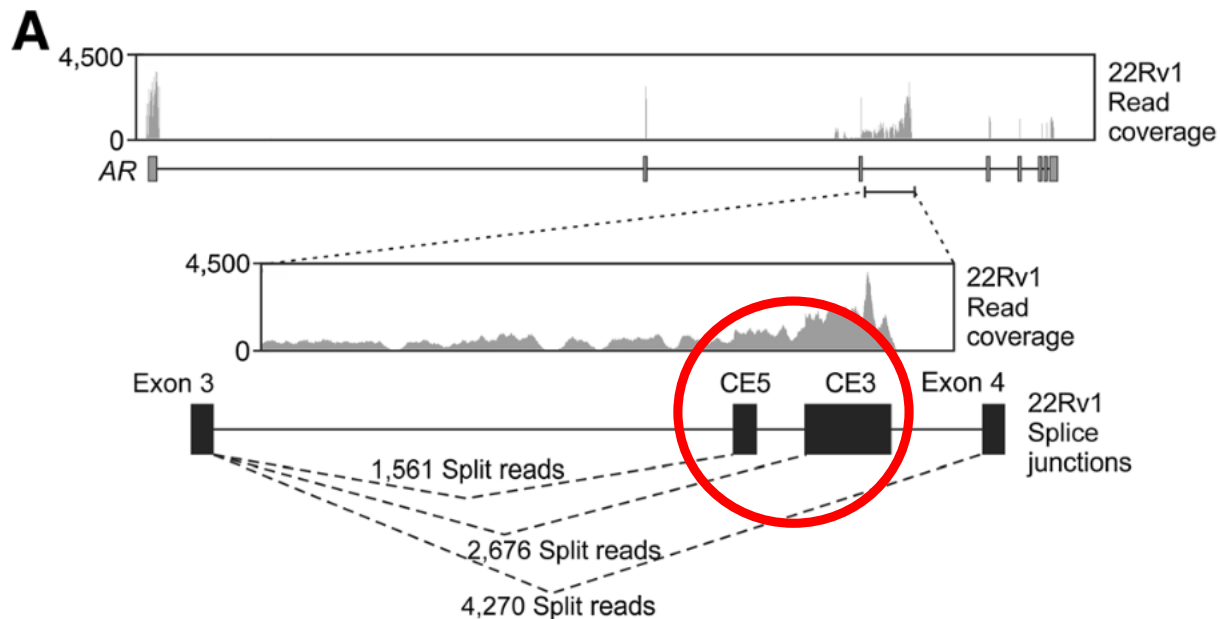 A
4,500
0
22Rv1
Read
coverage
AR
4,500
0
22Rv1
Read
coverage
Exon 3
CE5
CE3
Exon 4
22Rv1
Splice
junctions
1,561 Split reads
2,676 Split reads
4,270 Split reads